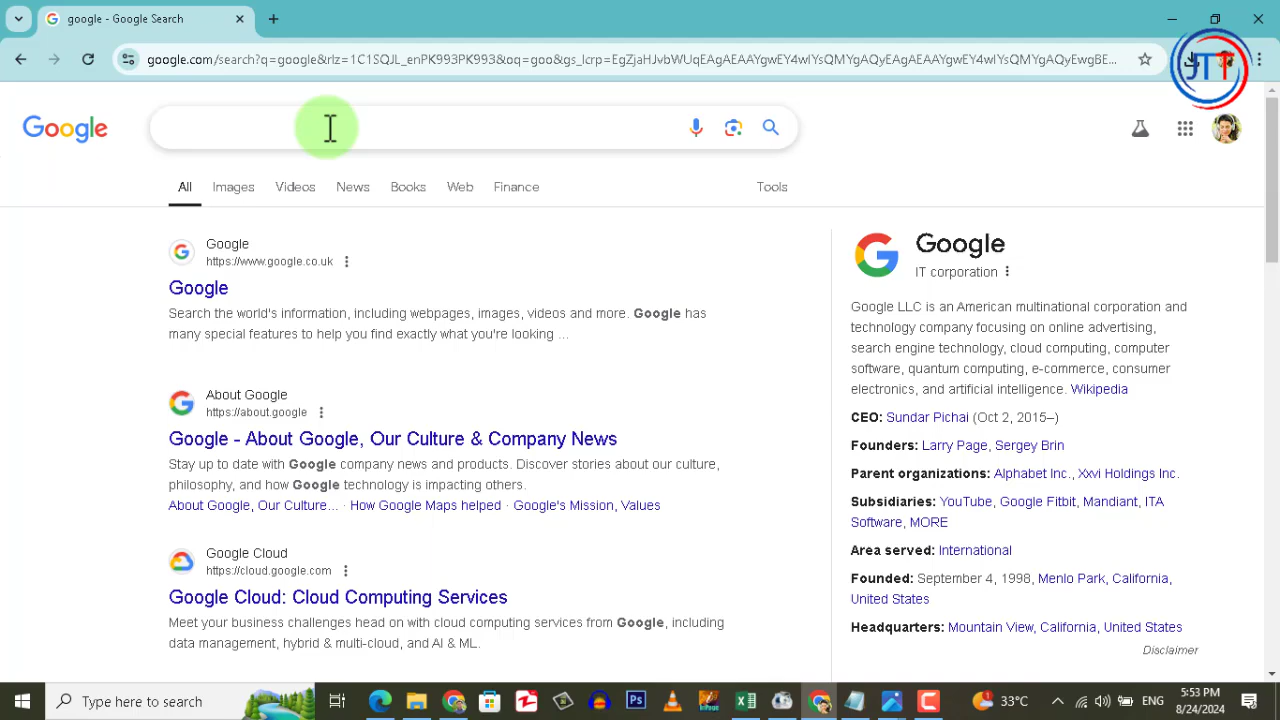 google - Google Search
google.com/search?q=google&rlz=1C1SQJL_enPK993PK993&oq=goo&gs_lcrp=EgZjaHJvbWUqEAgAEAAYgwEY4wIYsQMYgAQyEAgAEAAYgwEY4wIYsQMYgAQyEwgBE...
JTT
Google
All Images Videos News Books Web Finance Tools
Google
https://www.google.co.uk
Google
Search the world's information, including webpages, images, videos and more. Google has
many special features to help you find exactly what you're looking ...
About Google
https://about.google
Google - About Google, Our Culture & Company News
Stay up to date with Google company news and products. Discover stories about our culture,
philosophy, and how Google technology is impacting others.
About Google, Our Culture... · How Google Maps helped · Google's Mission, Values
Google Cloud
https://cloud.google.com
Google Cloud: Cloud Computing Services
Meet your business challenges head on with cloud computing services from Google, including
data management, hybrid & multi-cloud, and AI & ML.
Google
IT corporation
Google LLC is an American multinational corporation and
technology company focusing on online advertising,
search engine technology, cloud computing, computer
software, quantum computing, e-commerce, consumer
electronics, and artificial intelligence. Wikipedia
CEO: Sundar Pichai (Oct 2, 2015–)
Founders: Larry Page, Sergey Brin
Parent organizations: Alphabet Inc., Xxvi Holdings Inc.
Subsidiaries: YouTube, Google Fitbit, Mandiant, ITA
Software, MORE
Area served: International
Founded: September 4, 1998, Menlo Park, California,
United States
Headquarters: Mountain View, California, United States
Disclaimer
Type here to search
Ps
33°C
ENG
5:53 PM
8/24/2024